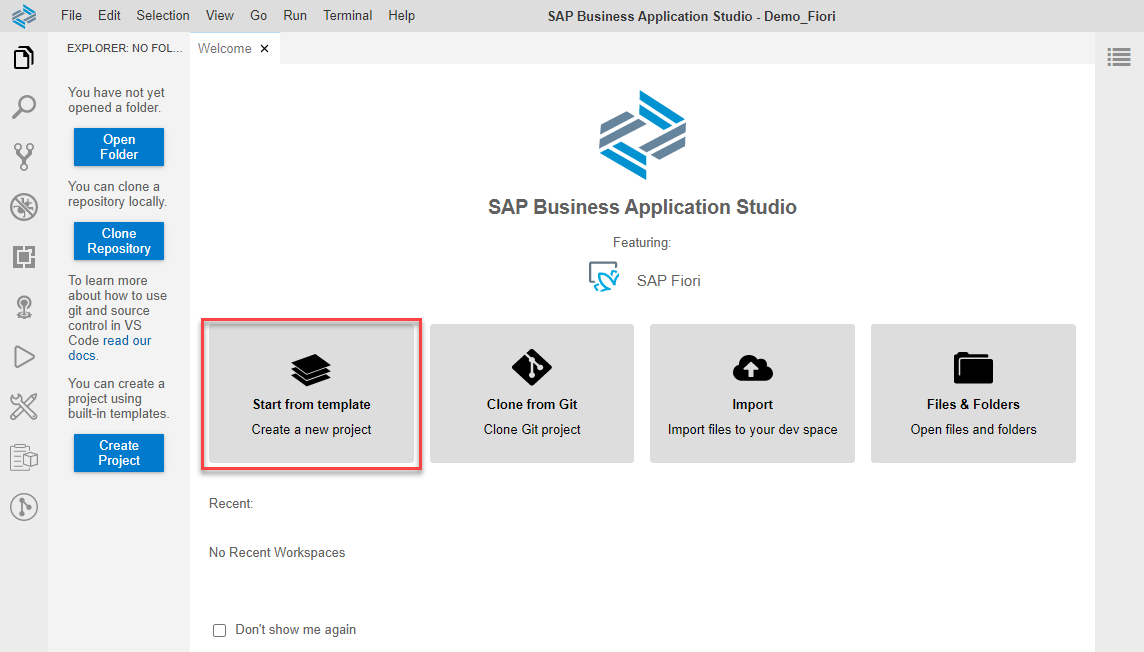 File Edit Selection View Go Run Terminal Help
SAP Business Application Studio - Demo_Fiori
EXPLORER: NO FOL...
Welcome
You have not yet
opened a folder.
Open
Folder
You can clone a
repository locally.
Clone
Repository
To learn more
about how to use
git and source
control in VS
Code read our
docs.
You can create a
project using
built-in templates.
Create
Project
SAP Business Application Studio
Featuring:
SAP Fiori
Start from template
Create a new project
Clone from Git
Clone Git project
Import
Import files to your dev space
Files & Folders
Open files and folders
Recent:
No Recent Workspaces
Don't show me again